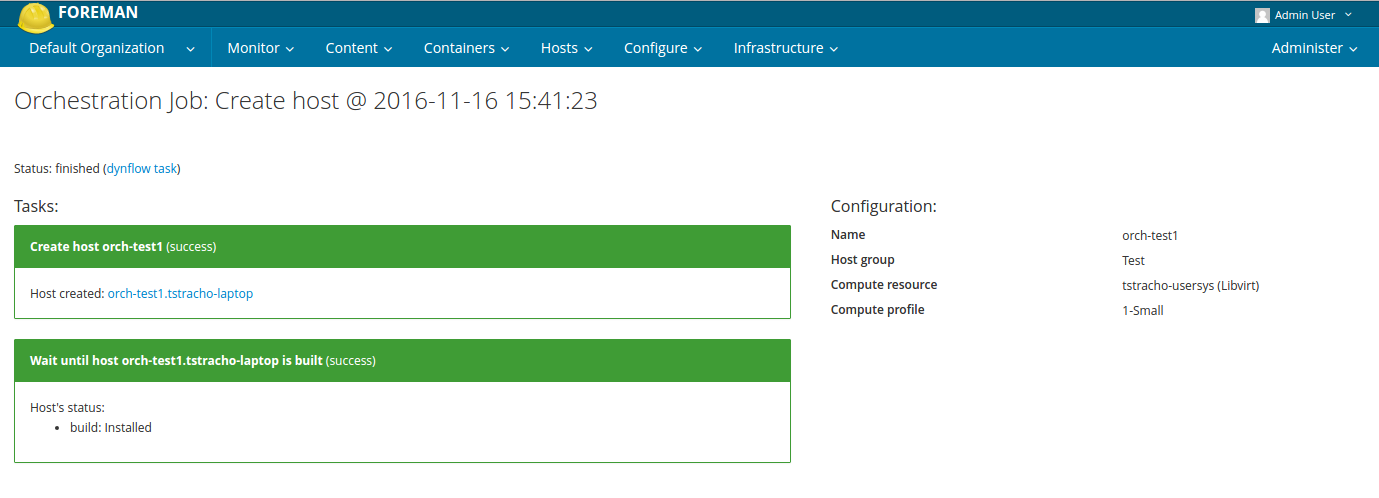 FOREMAN
Admin User
Default Organization Monitor Content Containers Hosts Configure Infrastructure Administer
Orchestration Job: Create host @ 2016-11-16 15:41:23
Status: finished (dynflow task)
Tasks:
Create host orch-test1 (success)
Host created: orch-test1.tstracho-laptop
Wait until host orch-test1.tstracho-laptop is built (success)
Host's status:
• build: Installed
Configuration:
Name orch-test1
Host group Test
Compute resource tstracho-usersys (Libvirt)
Compute profile 1-Small